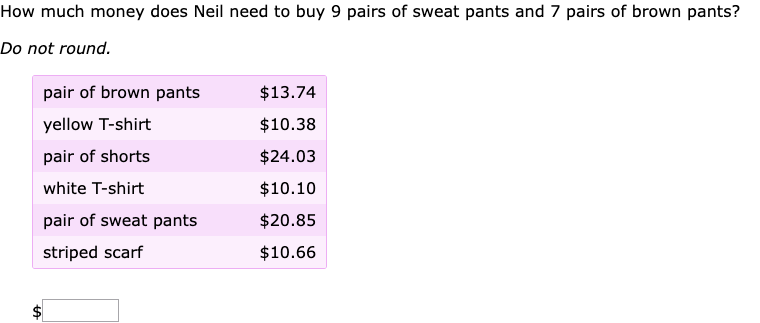 How much money does Neil need to buy 9 pairs of sweat pants and 7 pairs of brown pants?
Do not round.
pair of brown pants $13.74
yellow T-shirt $10.38
pair of shorts $24.03
white T-shirt $10.10
pair of sweat pants $20.85
striped scarf $10.66
$